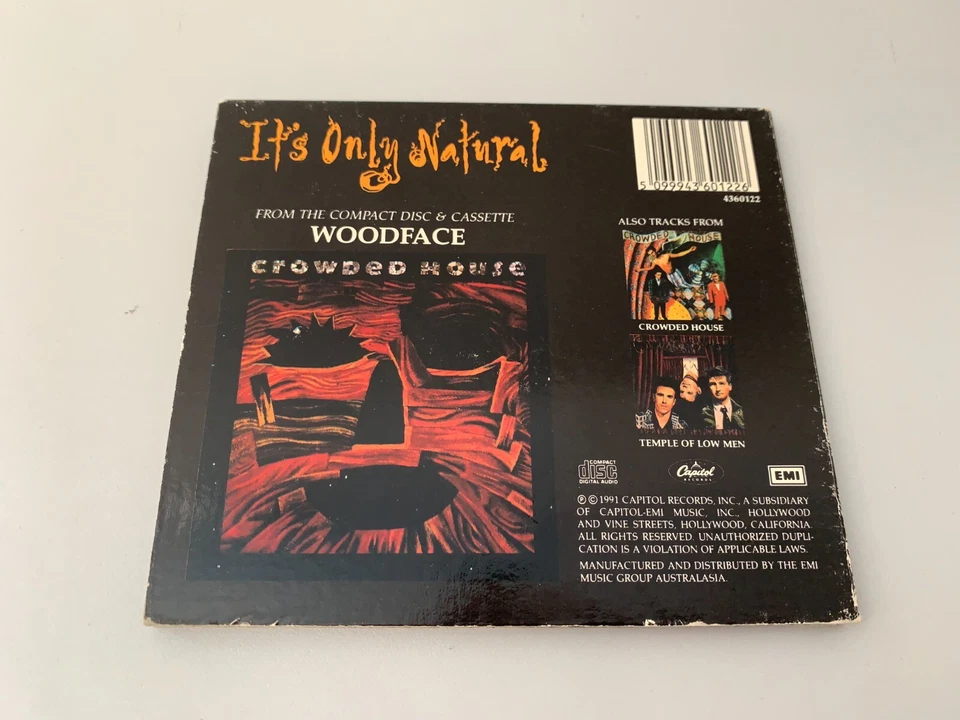 It's Only Natural
5 099943 601226
4360122
FROM THE COMPACT DISC & CASSETTE
WOODFACE
CROWDED HOUSE
ALSO TRACKS FROM
CROWDED HOUSE
CROWDED HOUSE
TEMPLE OF LOW MEN
COMPACT
disc
DIGITAL AUDIO
Capitol
RECORDS
EMI
℗ © 1991 CAPITOL RECORDS, INC., A SUBSIDIARY
OF CAPITOL-EMI MUSIC, INC., HOLLYWOOD
AND VINE STREETS, HOLLYWOOD, CALIFORNIA.
ALL RIGHTS RESERVED. UNAUTHORIZED DUPLI-
CATION IS A VIOLATION OF APPLICABLE LAWS.
MANUFACTURED AND DISTRIBUTED BY THE EMI
MUSIC GROUP AUSTRALASIA.